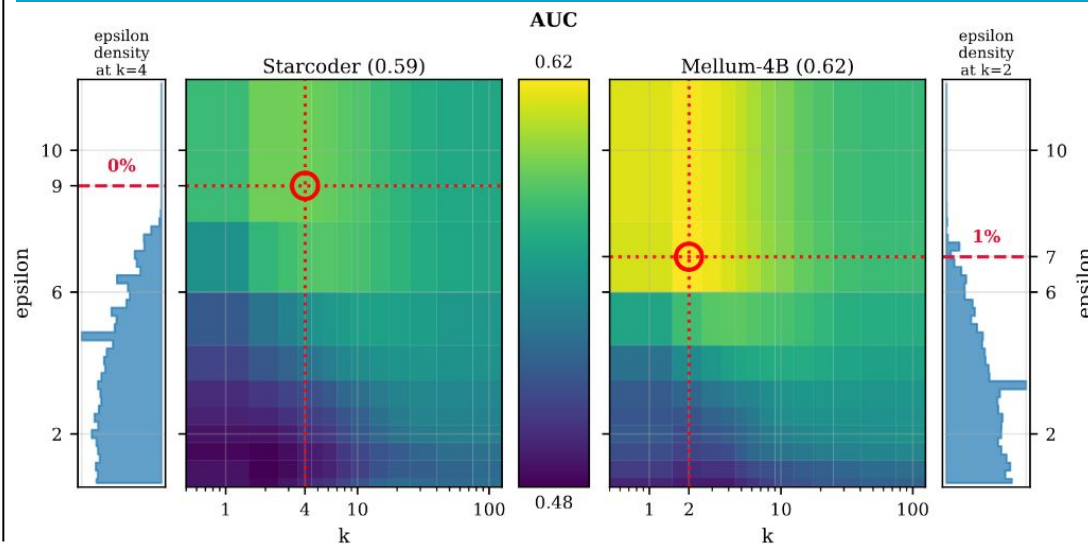 AUC
epsilon
density
at k=4
Starcoder (0.59)
0.62
Mellum-4B (0.62)
epsilon
density
at k=2
10
9
6
2
0%
epsilon
1
4
10
100
k
0.48
1
2
10
100
k
1%
10
7
6
2
epsilon